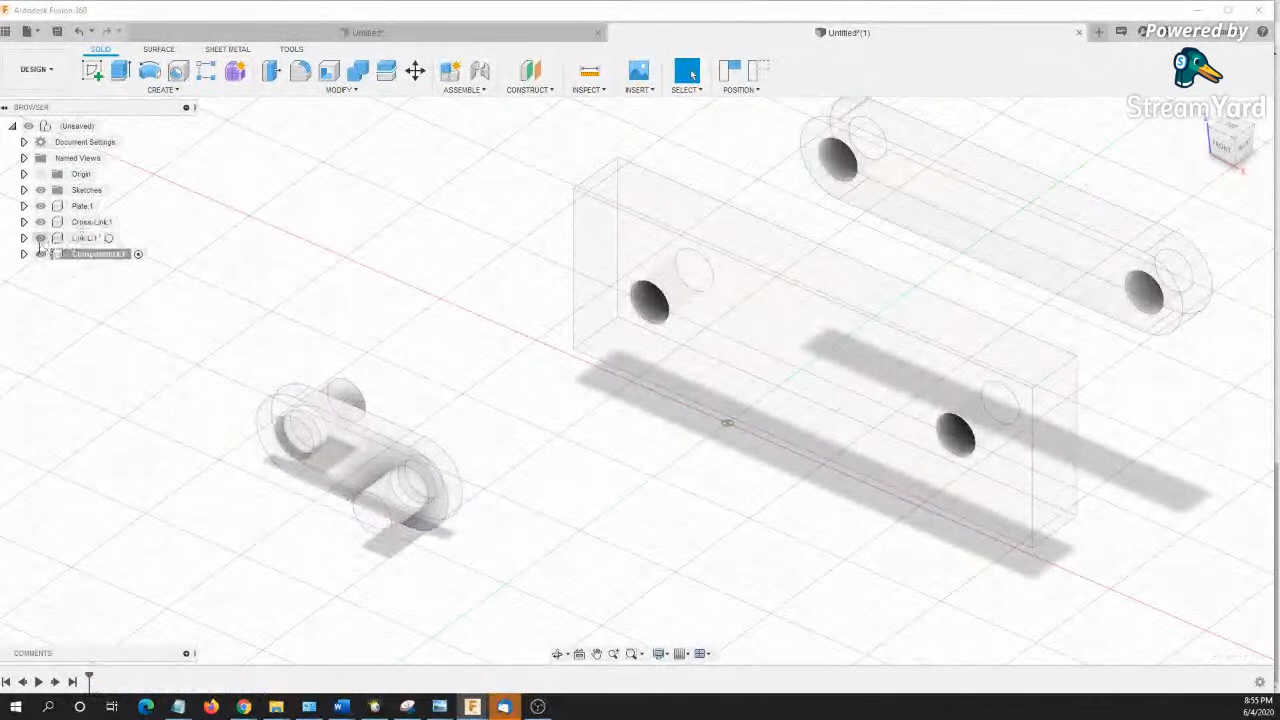 Autodesk Fusion 360
Untitled*
Untitled*(1)
Powered by
StreamYard
SOLID
SURFACE
SHEET METAL
TOOLS
DESIGN
CREATE
MODIFY
ASSEMBLE
CONSTRUCT
INSPECT
INSERT
SELECT
POSITION
BROWSER
(Unsaved)
Document Settings
Named Views
Origin
Sketches
Plate:1
Cross-Link:1
FRONT
X
COMMENTS
8:55 PM
6/4/2020